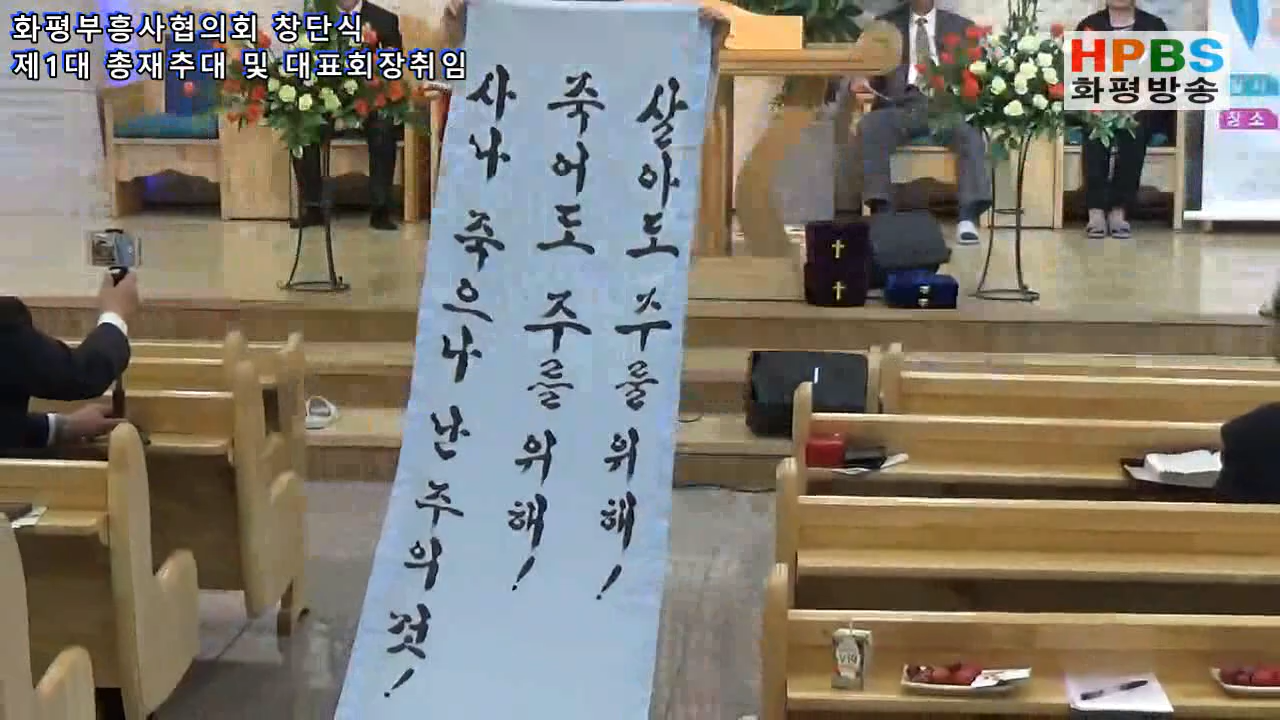 화평부흥사협의회 창단식
제1대 총재추대 및 대표회장취임
HPBS
화평방송
장소
살아도 주를 위해!
죽어도 주를 위해!
사나 죽으나 난 주의 것!